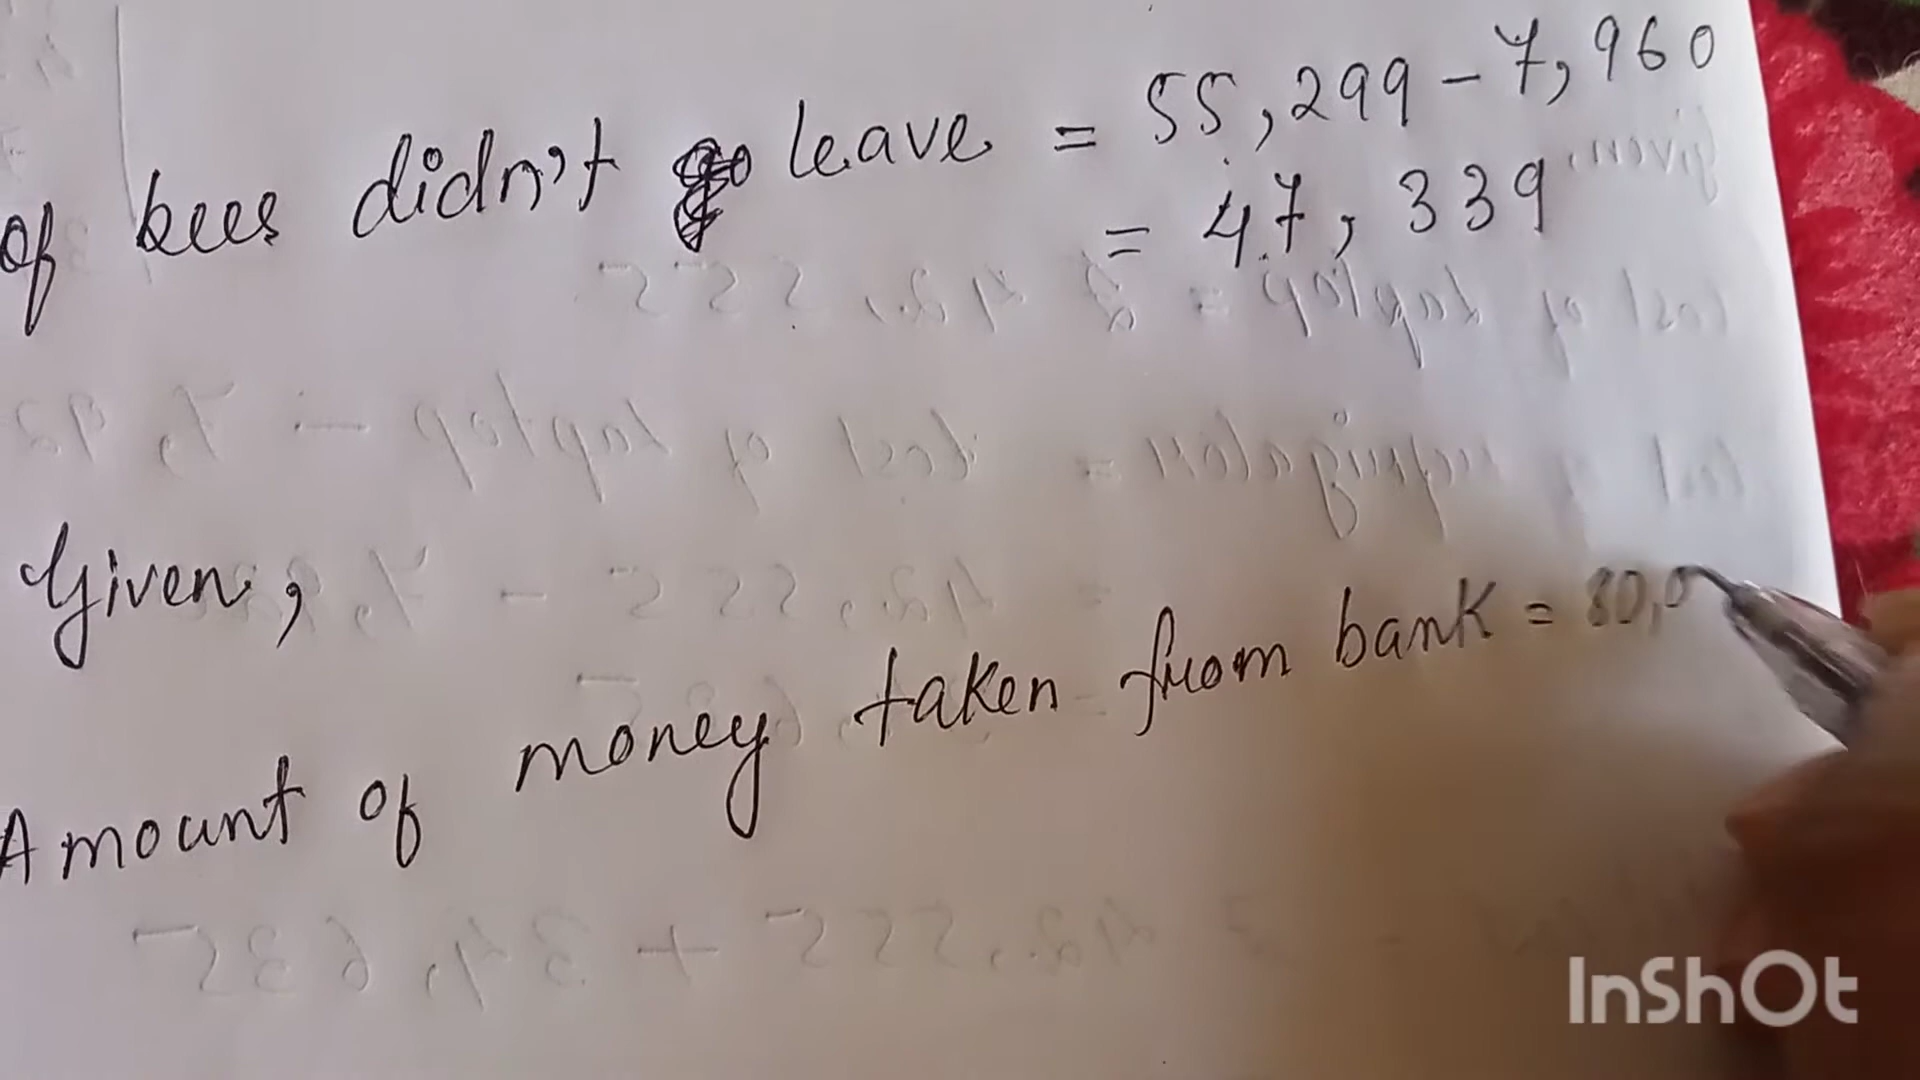 of bees didn't leave = 55,299 - 7,960
= 47,339
Given,
Amount of money taken from bank = 80,0
InShOt